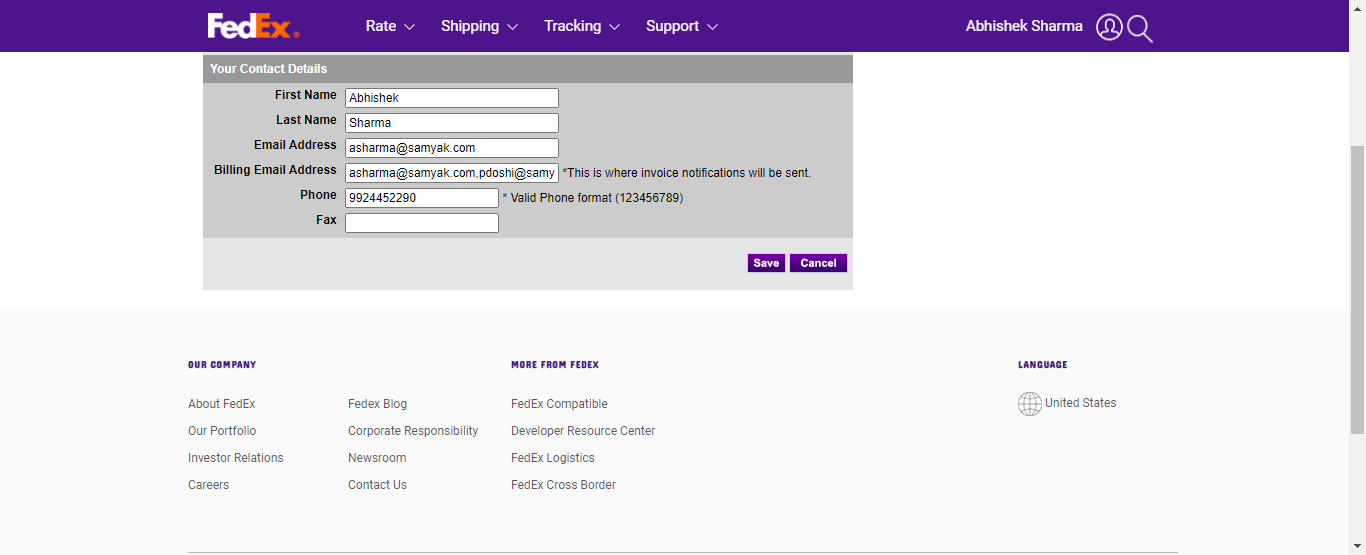 FedEx®
Rate Shipping Tracking Support Abhishek Sharma
Your Contact Details
First Name Abhishek
Last Name Sharma
Email Address asharma@samyak.com
Billing Email Address asharma@samyak.com,pdoshi@samy *This is where invoice notifications will be sent.
Phone 9924452290 * Valid Phone format (123456789)
Fax
Save Cancel
OUR COMPANY MORE FROM FEDEX LANGUAGE
About FedEx Fedex Blog FedEx Compatible United States
Our Portfolio Corporate Responsibility Developer Resource Center
Investor Relations Newsroom FedEx Logistics
Careers Contact Us FedEx Cross Border